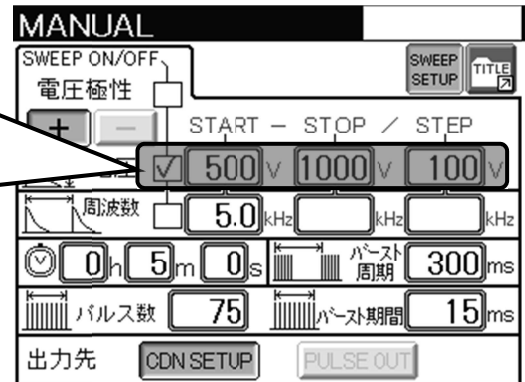 MANUAL
SWEEP ON/OFF
SWEEP SETUP
TITLE
電圧極性
+ −
START − STOP / STEP
500 V 1000 V 100 V
周波数 5.0 kHz kHz kHz
0 h 5 m 0 s バースト周期 300 ms
パルス数 75 バースト期間 15 ms
出力先 CDN SETUP PULSE OUT